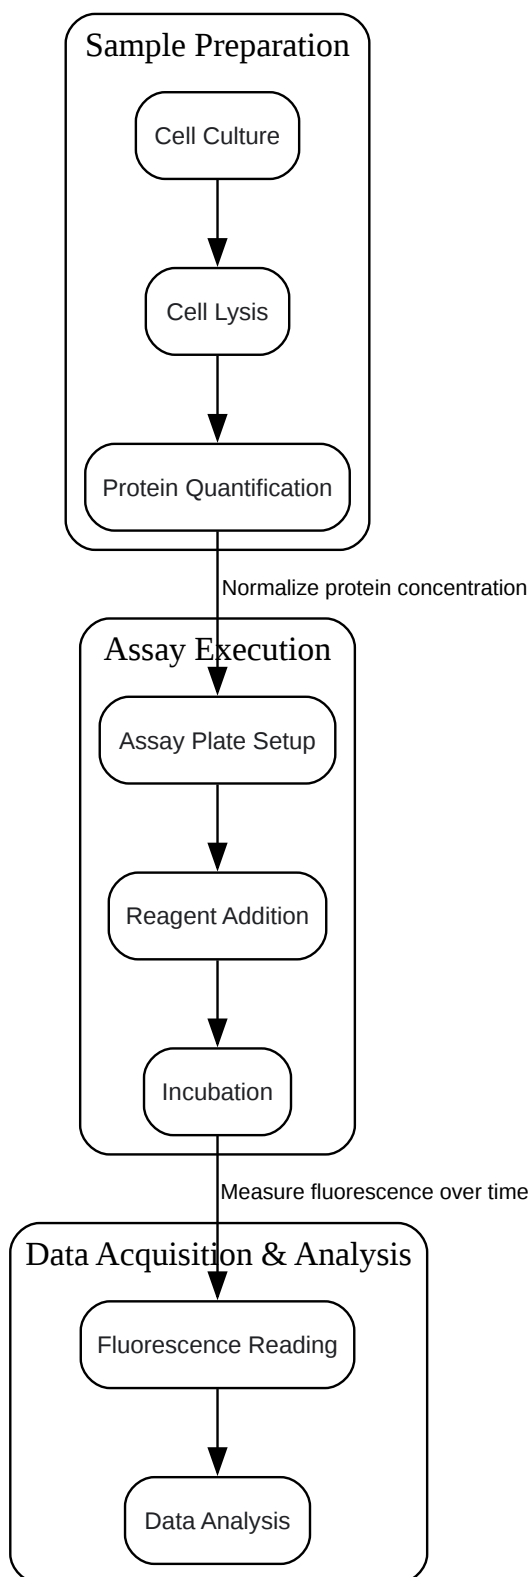 Sample Preparation
Cell Culture
Cell Lysis
Protein Quantification
Normalize protein concentration
Assay Execution
Assay Plate Setup
Reagent Addition
Incubation
Measure fluorescence over time
Data Acquisition & Analysis
Fluorescence Reading
Data Analysis